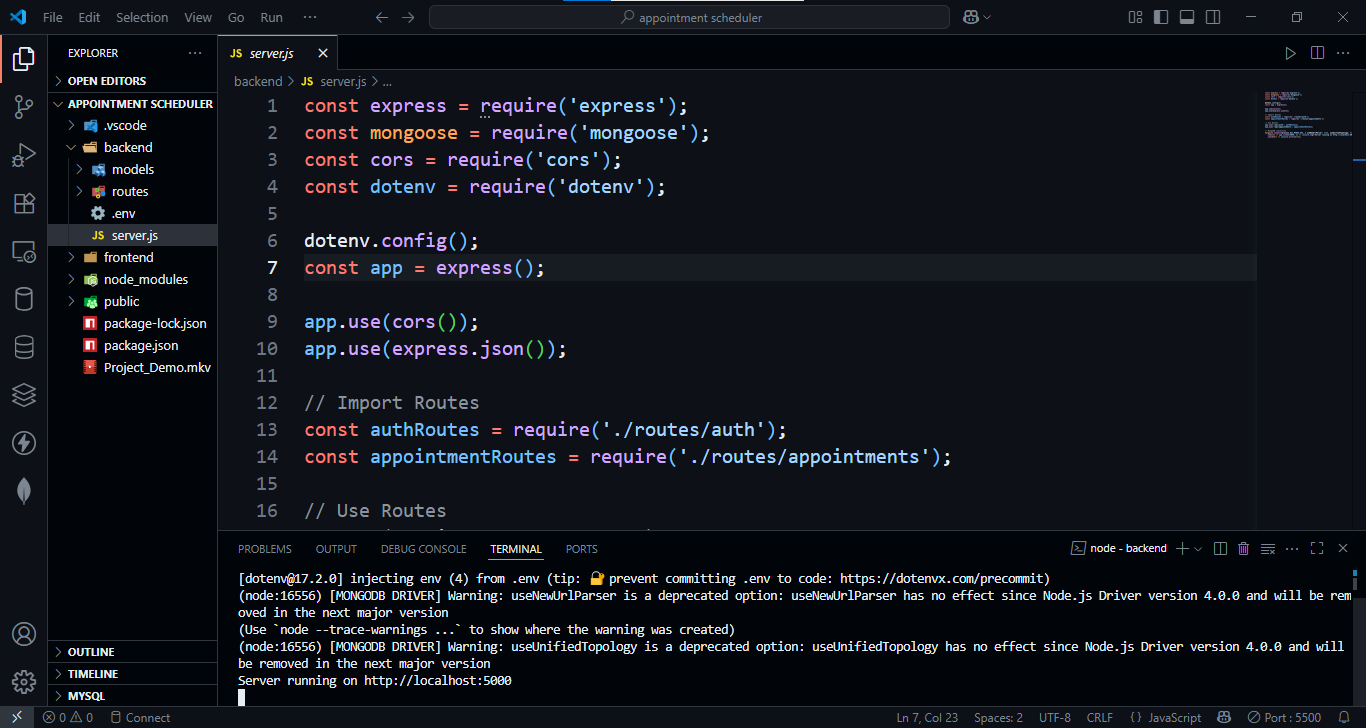 File Edit Selection View Go Run ··· appointment scheduler
EXPLORER ···
OPEN EDITORS
APPOINTMENT SCHEDULER
.vscode
backend
models
routes
.env
JS server.js
frontend
node_modules
public
package-lock.json
package.json
Project_Demo.mkv
OUTLINE
TIMELINE
MYSQL
JS server.js
backend > JS server.js > ...
1 const express = require('express');
2 const mongoose = require('mongoose');
3 const cors = require('cors');
4 const dotenv = require('dotenv');
5
6 dotenv.config();
7 const app = express();
8
9 app.use(cors());
10 app.use(express.json());
11
12 // Import Routes
13 const authRoutes = require('./routes/auth');
14 const appointmentRoutes = require('./routes/appointments');
15
16 // Use Routes
PROBLEMS OUTPUT DEBUG CONSOLE TERMINAL PORTS
node - backend
[dotenv@17.2.0] injecting env (4) from .env (tip: 🔐 prevent committing .env to code: https://dotenvx.com/precommit)
(node:16556) [MONGODB DRIVER] Warning: useNewUrlParser is a deprecated option: useNewUrlParser has no effect since Node.js Driver version 4.0.0 and will be rem
oved in the next major version
(Use `node --trace-warnings ...` to show where the warning was created)
(node:16556) [MONGODB DRIVER] Warning: useUnifiedTopology is a deprecated option: useUnifiedTopology has no effect since Node.js Driver version 4.0.0 and will
be removed in the next major version
Server running on http://localhost:5000
0 0 Connect Ln 7, Col 23 Spaces: 2 UTF-8 CRLF {} JavaScript Port : 5500